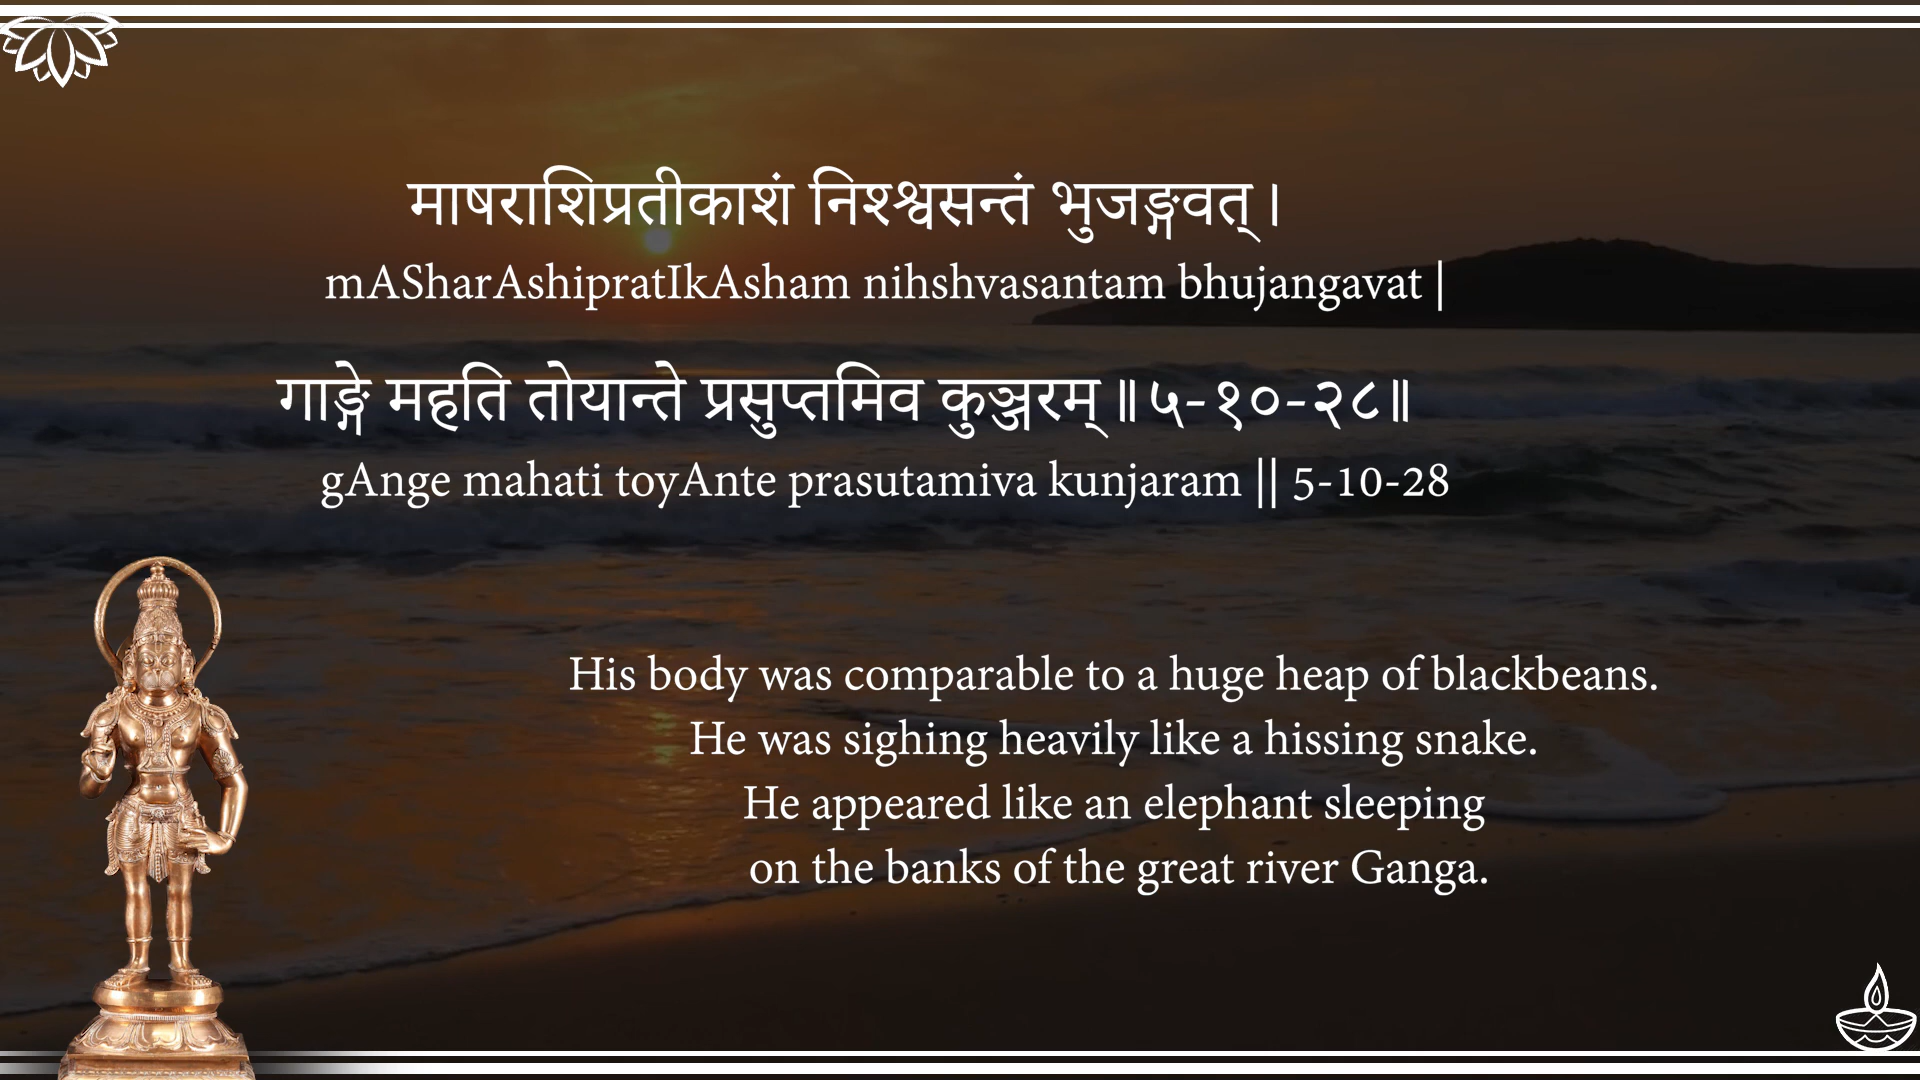 माषराशिप्रतीकाशं निश्श्वसन्तं भुजङ्गवत् ।
mASharAshipratIkAsham nihshvasantam bhujangavat |
गाङ्गे महति तोयान्ते प्रसुप्तमिव कुञ्जरम् ॥५-१०-२८॥
gAnge mahati toyAnte prasutamiva kunjaram || 5-10-28
His body was comparable to a huge heap of blackbeans.
He was sighing heavily like a hissing snake.
He appeared like an elephant sleeping
on the banks of the great river Ganga.